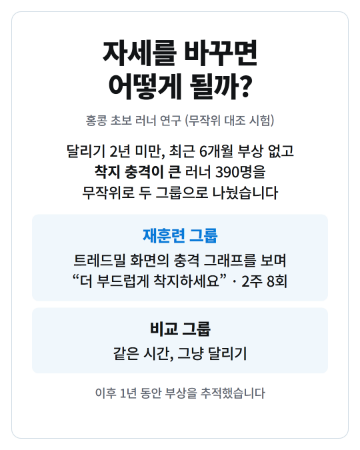 자세를 바꾸면
어떻게 될까?
홍콩 초보 러너 연구 (무작위 대조 시험)
달리기 2년 미만, 최근 6개월 부상 없고
착지 충격이 큰 러너 390명을
무작위로 두 그룹으로 나눴습니다
재훈련 그룹
트레드밀 화면의 충격 그래프를 보며
“더 부드럽게 착지하세요” · 2주 8회
비교 그룹
같은 시간, 그냥 달리기
이후 1년 동안 부상을 추적했습니다